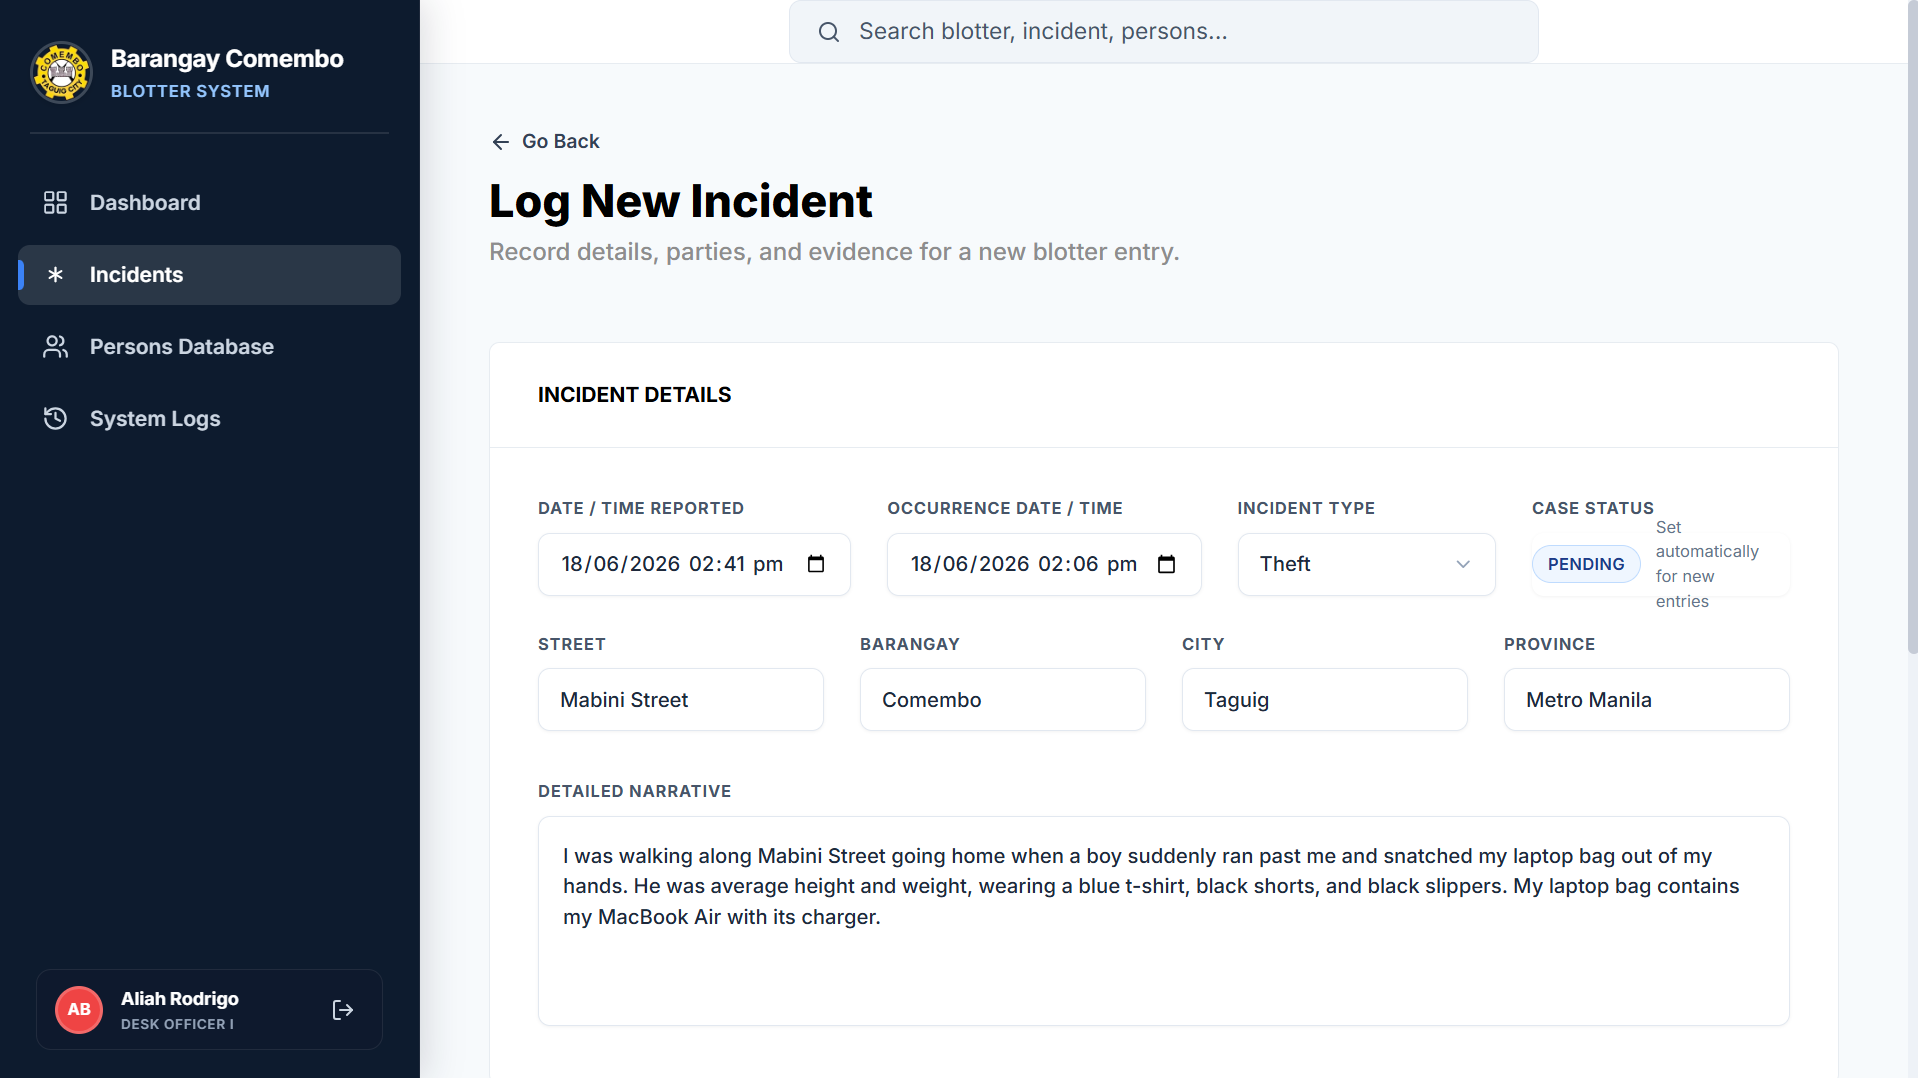 COMEMBO
TAGUIG CITY
Barangay Comembo
BLOTTER SYSTEM
Dashboard
Incidents
Persons Database
System Logs
AB
Aliah Rodrigo
DESK OFFICER I
Search blotter, incident, persons...
Go Back
Log New Incident
Record details, parties, and evidence for a new blotter entry.
INCIDENT DETAILS
DATE / TIME REPORTED
18/06/2026 02:41 pm
OCCURRENCE DATE / TIME
18/06/2026 02:06 pm
INCIDENT TYPE
Theft
CASE STATUS
PENDING
Set
automatically
for new
entries
STREET
Mabini Street
BARANGAY
Comembo
CITY
Taguig
PROVINCE
Metro Manila
DETAILED NARRATIVE
I was walking along Mabini Street going home when a boy suddenly ran past me and snatched my laptop bag out of my
hands. He was average height and weight, wearing a blue t-shirt, black shorts, and black slippers. My laptop bag contains
my MacBook Air with its charger.